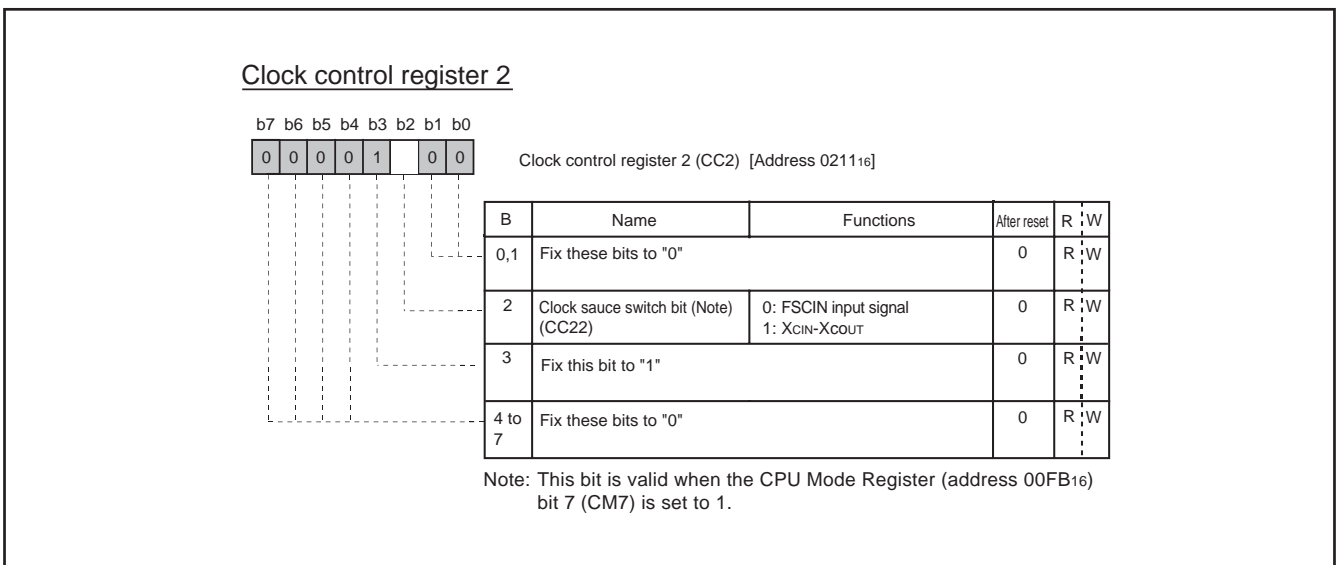 Clock control register 2
b7 b6 b5 b4 b3 b2 b1 b0
0 0 0 0 1 0 0
Clock control register 2 (CC2) [Address 021116]
B Name Functions After reset R W
0,1 Fix these bits to "0" 0 R W
2 Clock sauce switch bit (Note) 0: FSCIN input signal 0 R W
(CC22) 1: XCIN-XCOUT
3 Fix this bit to "1" 0 R W
4 to Fix these bits to "0" 0 R W
7
Note: This bit is valid when the CPU Mode Register (address 00FB16)
bit 7 (CM7) is set to 1.